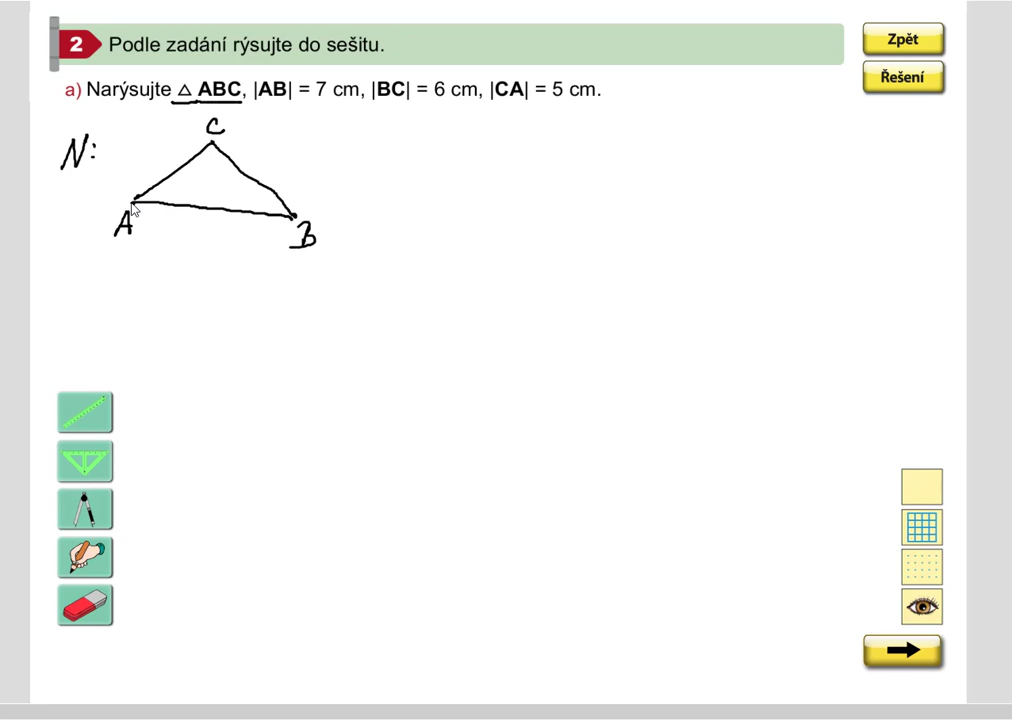 2 Podle zadání rýsujte do sešitu.
Zpět
Řešení
a) Narýsujte △ ABC, |AB| = 7 cm, |BC| = 6 cm, |CA| = 5 cm.
N:
C
A
B